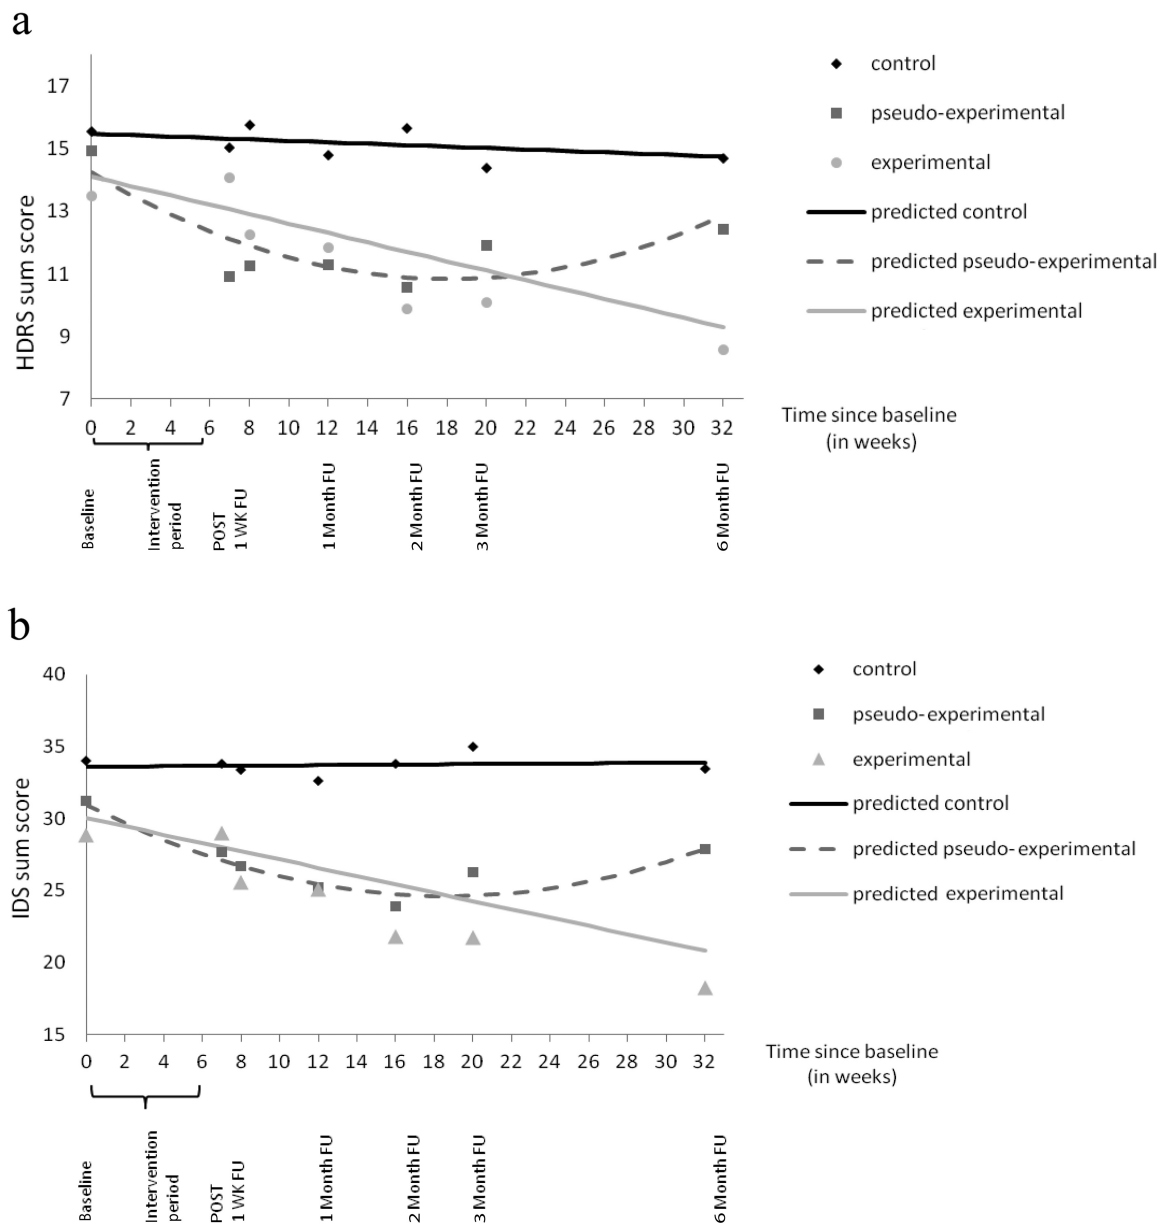 a
17
15
13
11
9
7
HDRS sum score
0 2 4 6 8 10 12 14 16 18 20 22 24 26 28 30 32
Time since baseline
(in weeks)
Baseline
Intervention
period
POST
1 WK FU
1 Month FU
2 Month FU
3 Month FU
6 Month FU
control
pseudo-experimental
experimental
predicted control
predicted pseudo-experimental
predicted experimental
b
40
35
30
25
20
15
IDS sum score
0 2 4 6 8 10 12 14 16 18 20 22 24 26 28 30 32
Time since baseline
(in weeks)
Baseline
Intervention
period
POST
1 WK FU
1 Month FU
2 Month FU
3 Month FU
6 Month FU
control
pseudo-experimental
experimental
predicted control
predicted pseudo-experimental
predicted experimental